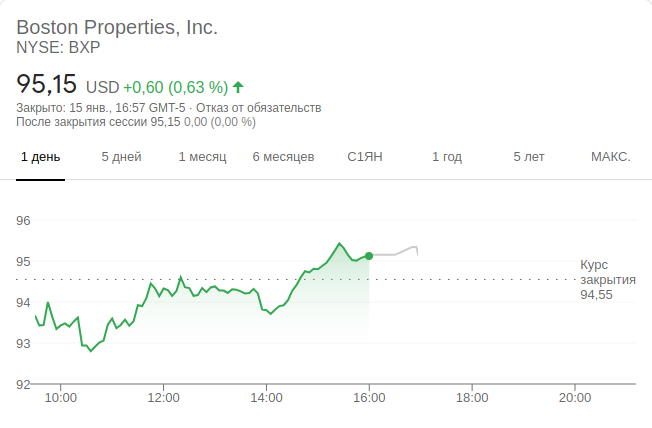 Boston Properties, Inc.
NYSE: BXP
95,15 USD +0,60 (0,63 %)
Закрыто: 15 янв., 16:57 GMT-5 · Отказ от обязательств
После закрытия сессии 95,15 0,00 (0,00 %)
1 день 5 дней 1 месяц 6 месяцев С1ЯН 1 год 5 лет МАКС.
96
95
94
93
92
Курс
закрытия
94,55
10:00 12:00 14:00 16:00 18:00 20:00